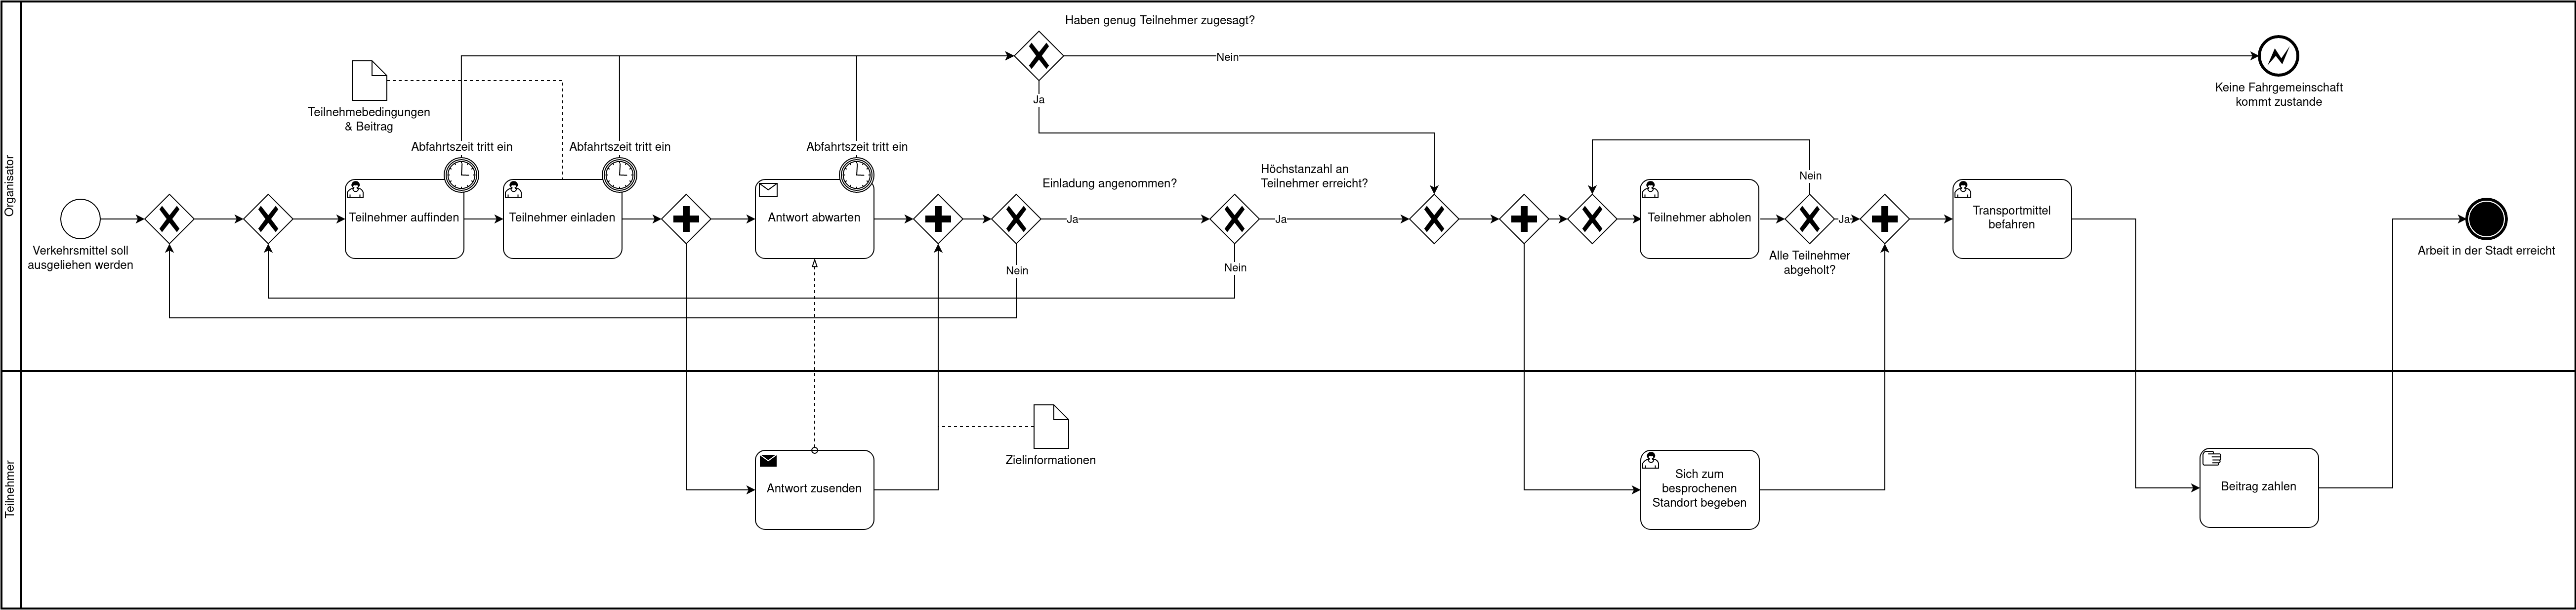 Haben genug Teilnehmer zugesagt?
Nein
Ja
Keine Fahrgemeinschaft
kommt zustande
Teilnehmebedingungen
& Beitrag
Abfahrtszeit tritt ein
Abfahrtszeit tritt ein
Abfahrtszeit tritt ein
Organisator
Verkehrsmittel soll
ausgeliehen werden
Teilnehmer auffinden
Teilnehmer einladen
Antwort abwarten
Einladung angenommen?
Ja
Nein
Höchstanzahl an
Teilnehmer erreicht?
Ja
Nein
Teilnehmer abholen
Nein
Ja
Alle Teilnehmer
abgeholt?
Transportmittel
befahren
Arbeit in der Stadt erreicht
Teilnehmer
Antwort zusenden
Zielinformationen
Sich zum
besprochenen
Standort begeben
Beitrag zahlen